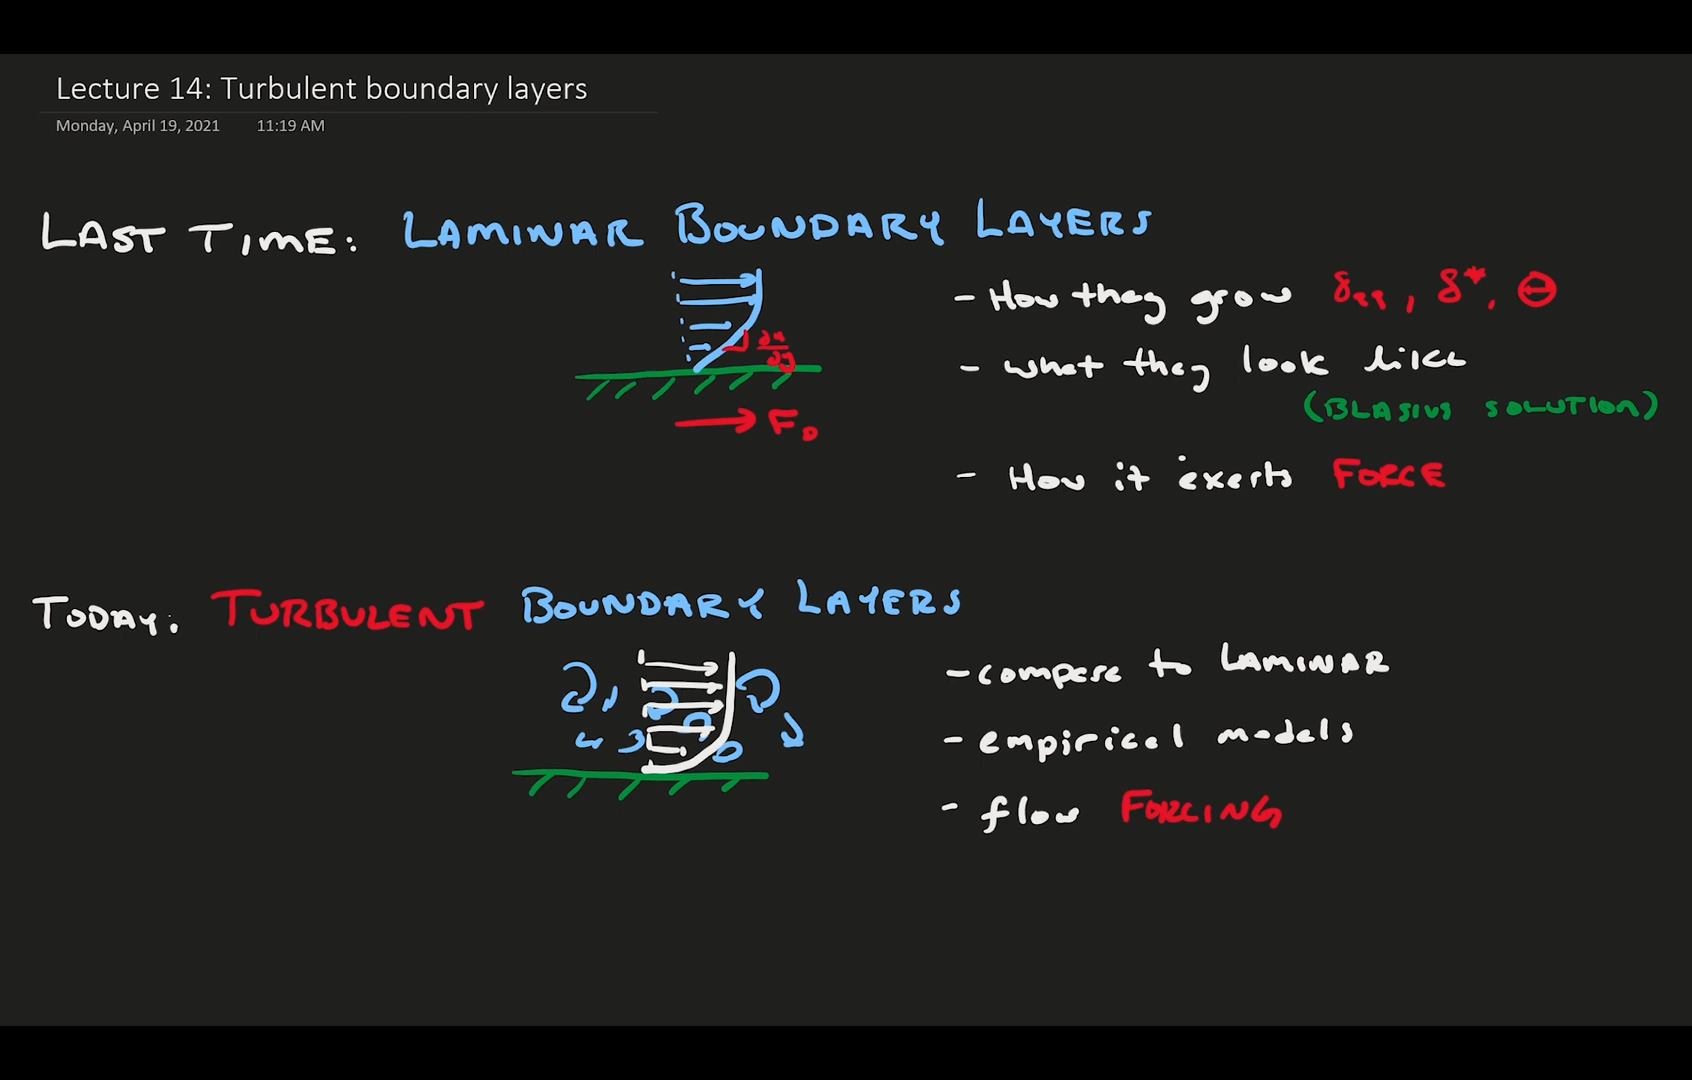 Lecture 14: Turbulent boundary layers
Monday, April 19, 2021 11:19 AM
LAST TIME: LAMINAR BOUNDARY LAYERS
- How they grow δ99, δ*, Θ
∂u
∂y
- what they look like
(BLASIUS SOLUTION)
F_D
- How it exerts FORCE
TODAY: TURBULENT BOUNDARY LAYERS
- compare to LAMINAR
- empirical models
- flow FORCING